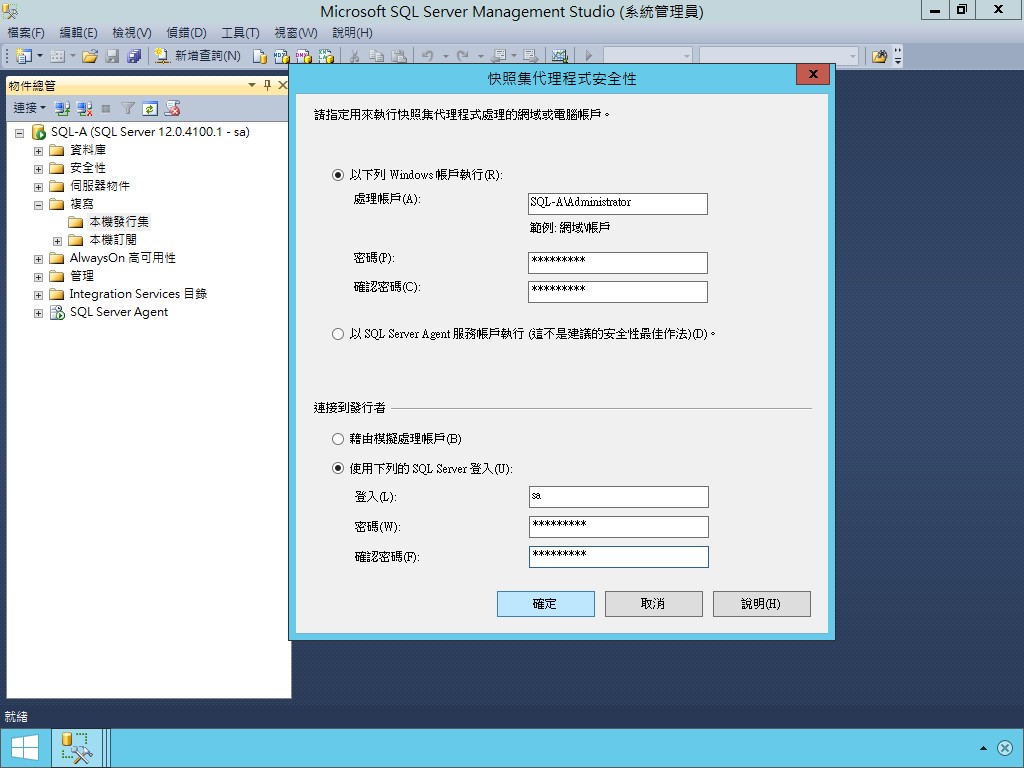 Microsoft SQL Server Management Studio (系統管理員)
檔案(F) 編輯(E) 檢視(V) 偵錯(D) 工具(T) 視窗(W) 說明(H)
新增查詢(N)
物件總管
連接
SQL-A (SQL Server 12.0.4100.1 - sa)
資料庫
安全性
伺服器物件
複寫
本機發行集
本機訂閱
AlwaysOn 高可用性
管理
Integration Services 目錄
SQL Server Agent
快照集代理程式安全性
請指定用來執行快照集代理程式處理的網域或電腦帳戶。
以下列 Windows 帳戶執行(R):
處理帳戶(A): SQL-A\Administrator
範例: 網域\帳戶
密碼(P): *********
確認密碼(C): *********
以 SQL Server Agent 服務帳戶執行 (這不是建議的安全性最佳作法)(D)。
連接到發行者
藉由模擬處理帳戶(B)
使用下列的 SQL Server 登入(U):
登入(L): sa
密碼(W): *********
確認密碼(F): *********
確定 取消 說明(H)
就緒